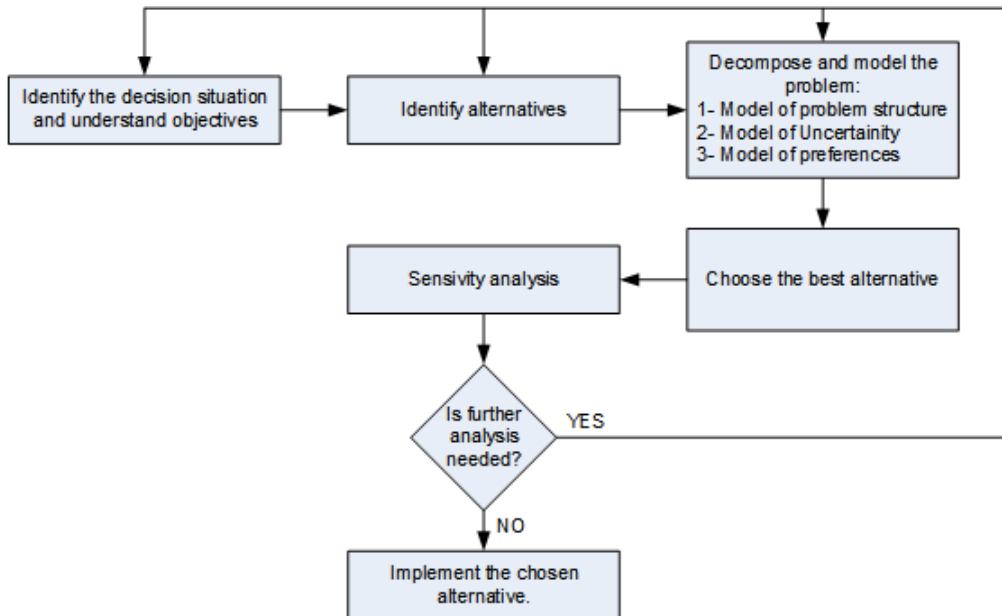 Identify the decision situation
and understand objectives
Identify alternatives
Decompose and model the
problem:
1- Model of problem structure
2- Model of Uncertainity
3- Model of preferences
Choose the best alternative
Sensivity analysis
Is further
analysis
needed?
YES
NO
Implement the chosen
alternative.